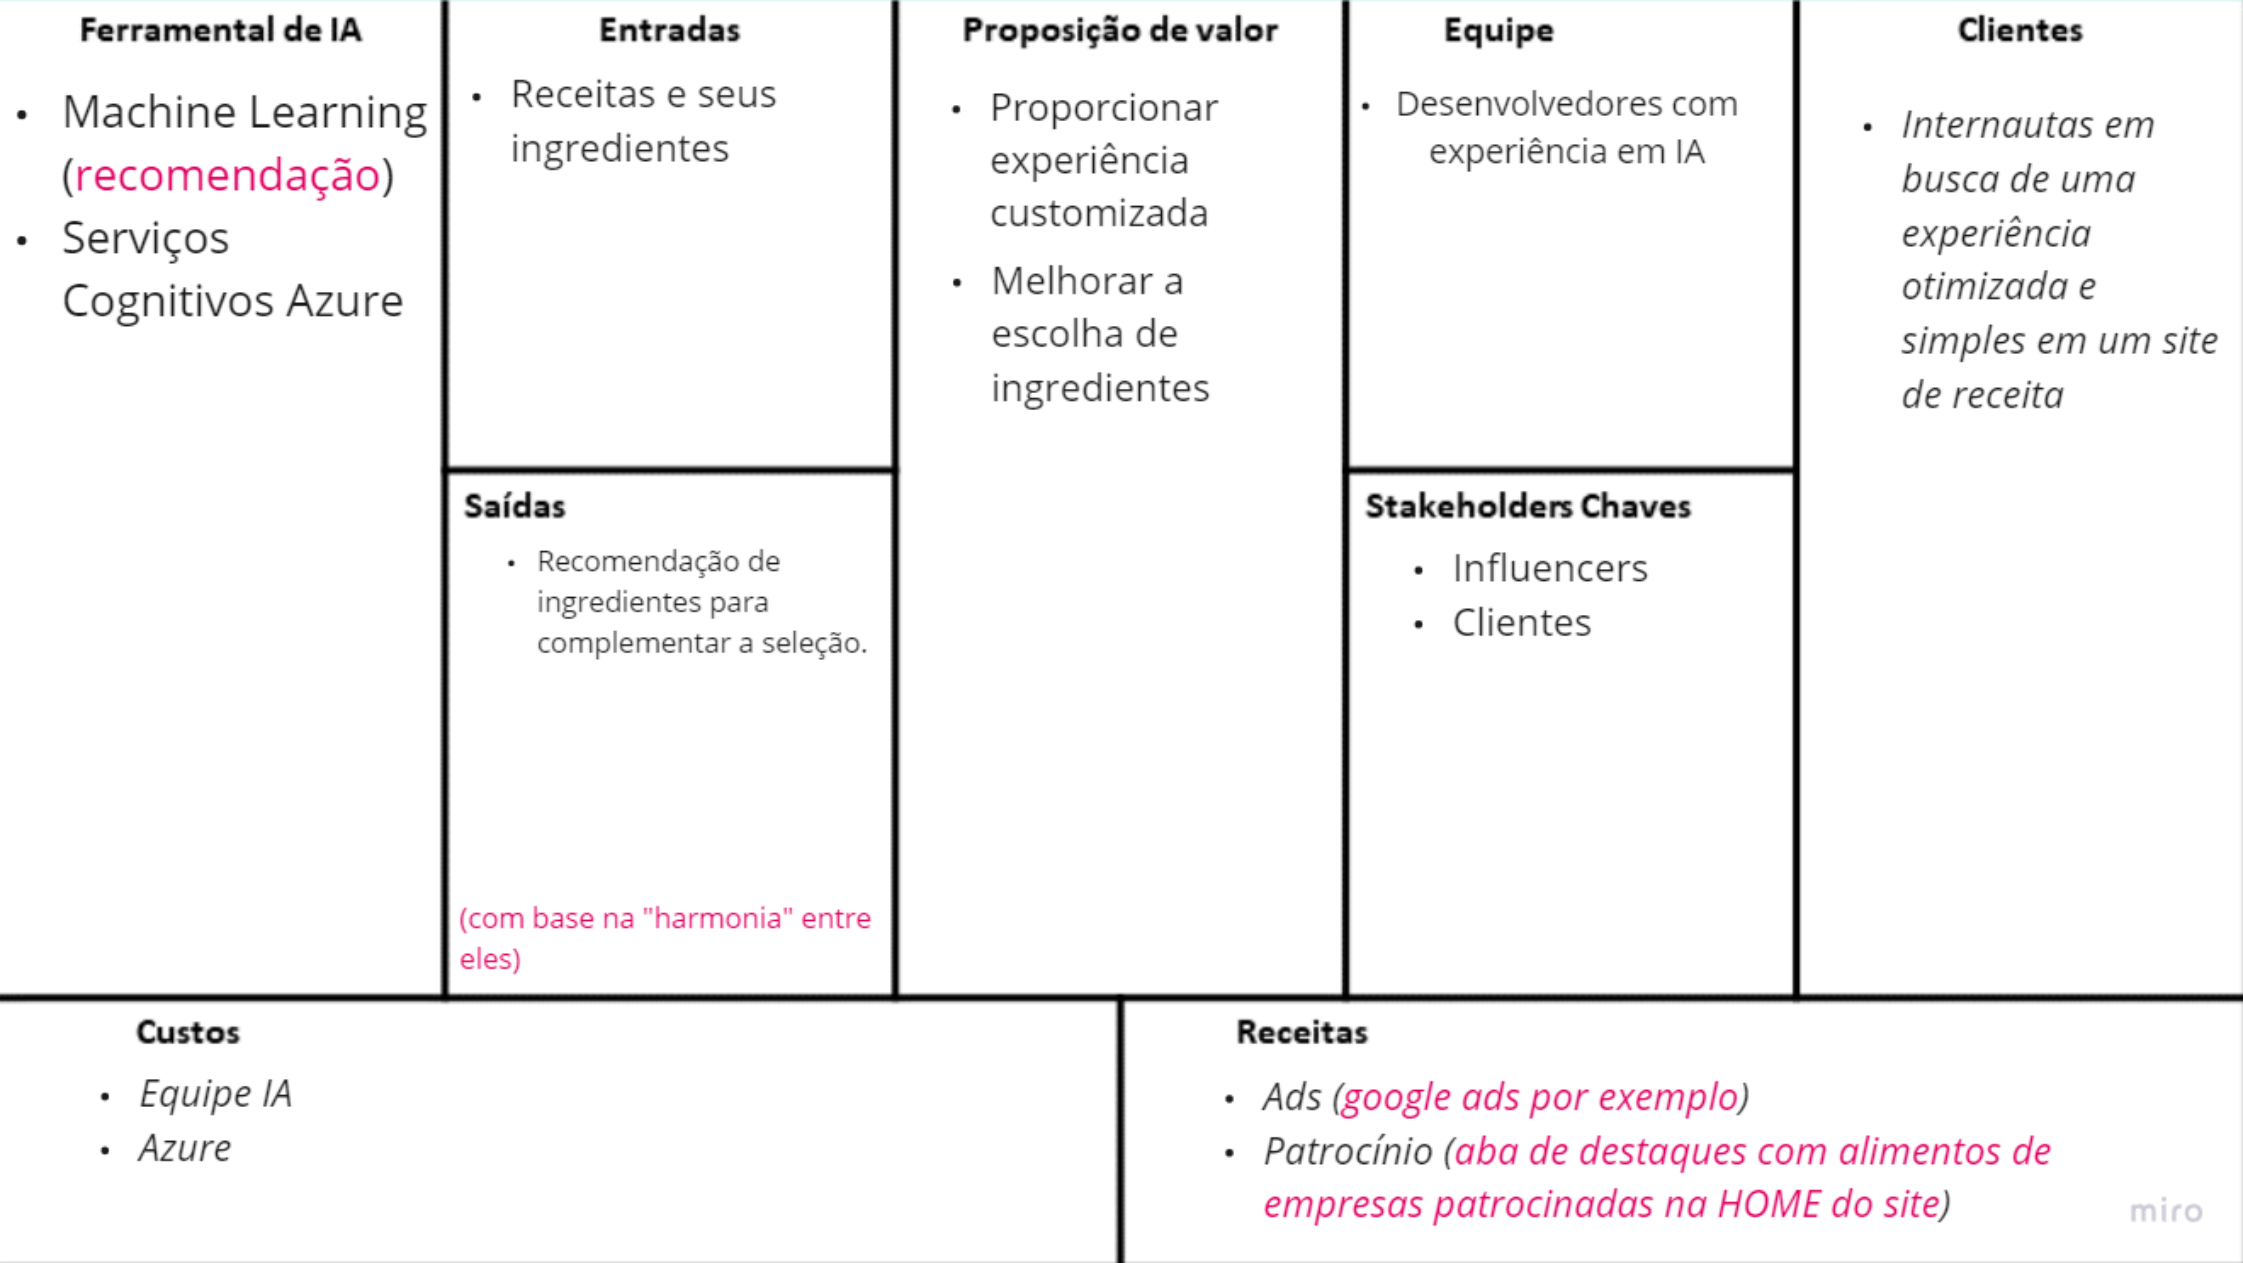 Ferramental de IA
• Machine Learning
(recomendação)
• Serviços
Cognitivos Azure
Entradas
• Receitas e seus
ingredientes
Saídas
• Recomendação de
ingredientes para
complementar a seleção.
(com base na "harmonia" entre
eles)
Proposição de valor
• Proporcionar
experiência
customizada
• Melhorar a
escolha de
ingredientes
Equipe
• Desenvolvedores com
experiência em IA
Stakeholders Chaves
• Influencers
• Clientes
Clientes
• Internautas em
busca de uma
experiência
otimizada e
simples em um site
de receita
Custos
• Equipe IA
• Azure
Receitas
• Ads (google ads por exemplo)
• Patrocínio (aba de destaques com alimentos de
empresas patrocinadas na HOME do site)
miro